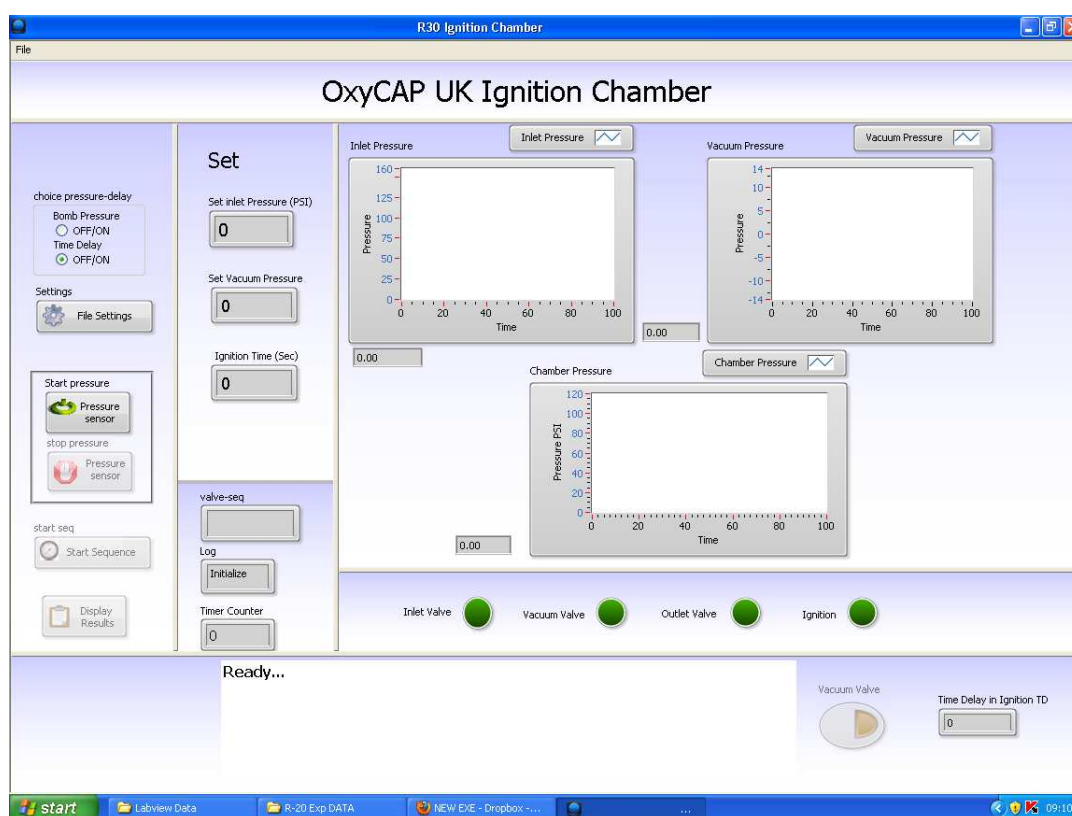 R30 Ignition Chamber
File
OxyCAP UK Ignition Chamber
choice pressure-delay
Bomb Pressure
OFF/ON
Time Delay
OFF/ON
Settings
File Settings
Start pressure
Pressure sensor
stop pressure
Pressure sensor
start seq
Start Sequence
Display Results
Set
Set inlet Pressure (PSI)
0
Set Vacuum Pressure
0
Ignition Time (Sec)
0
valve-seq
Log
Initialize
Timer Counter
0
Inlet Pressure
Inlet Pressure
160
125
100
75
50
25
0
Pressure
0 20 40 60 80 100
Time
0.00
Vacuum Pressure
Vacuum Pressure
14
10
5
0
-5
-10
-14
Pressure
0 20 40 60 80 100
Time
0.00
Chamber Pressure
Chamber Pressure
120
100
80
60
40
20
0
Pressure PSI
0 20 40 60 80 100
Time
0.00
Inlet Valve
Vacuum Valve
Outlet Valve
Ignition
Ready...
Vacuum Valve
Time Delay in Ignition TD
0
start
Labview Data
R-20 Exp DATA
NEW EXE - Dropbox -...
...
09:10